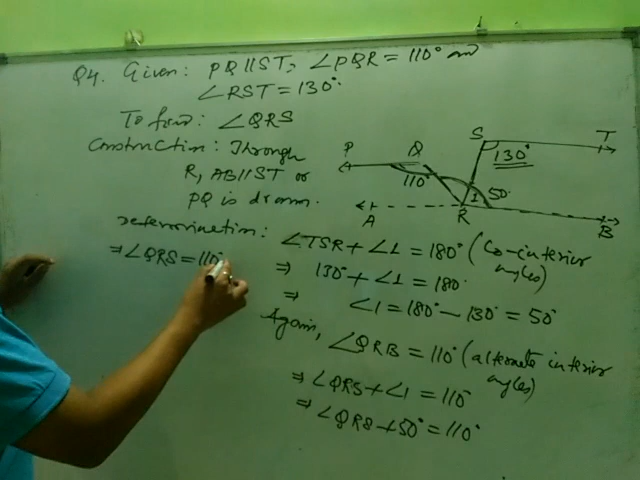 Q4. Given: PQ||ST, ∠PQR = 110° and
∠RST = 130°.
To find: ∠QRS
Construction: Through
R, AB||ST or
PQ is drawn.
P Q S T
110° 130°
1 50°
A R B
Determination:
∠TSR + ∠1 = 180° (Co-interior
angles)
⇒ 130° + ∠1 = 180°
⇒ ∠1 = 180° - 130° = 50°
Again, ∠QRB = 110° (alternate interior
angles)
⇒ ∠QRS + ∠1 = 110°
⇒ ∠QRS + 50° = 110°
⇒ ∠QRS = 110°